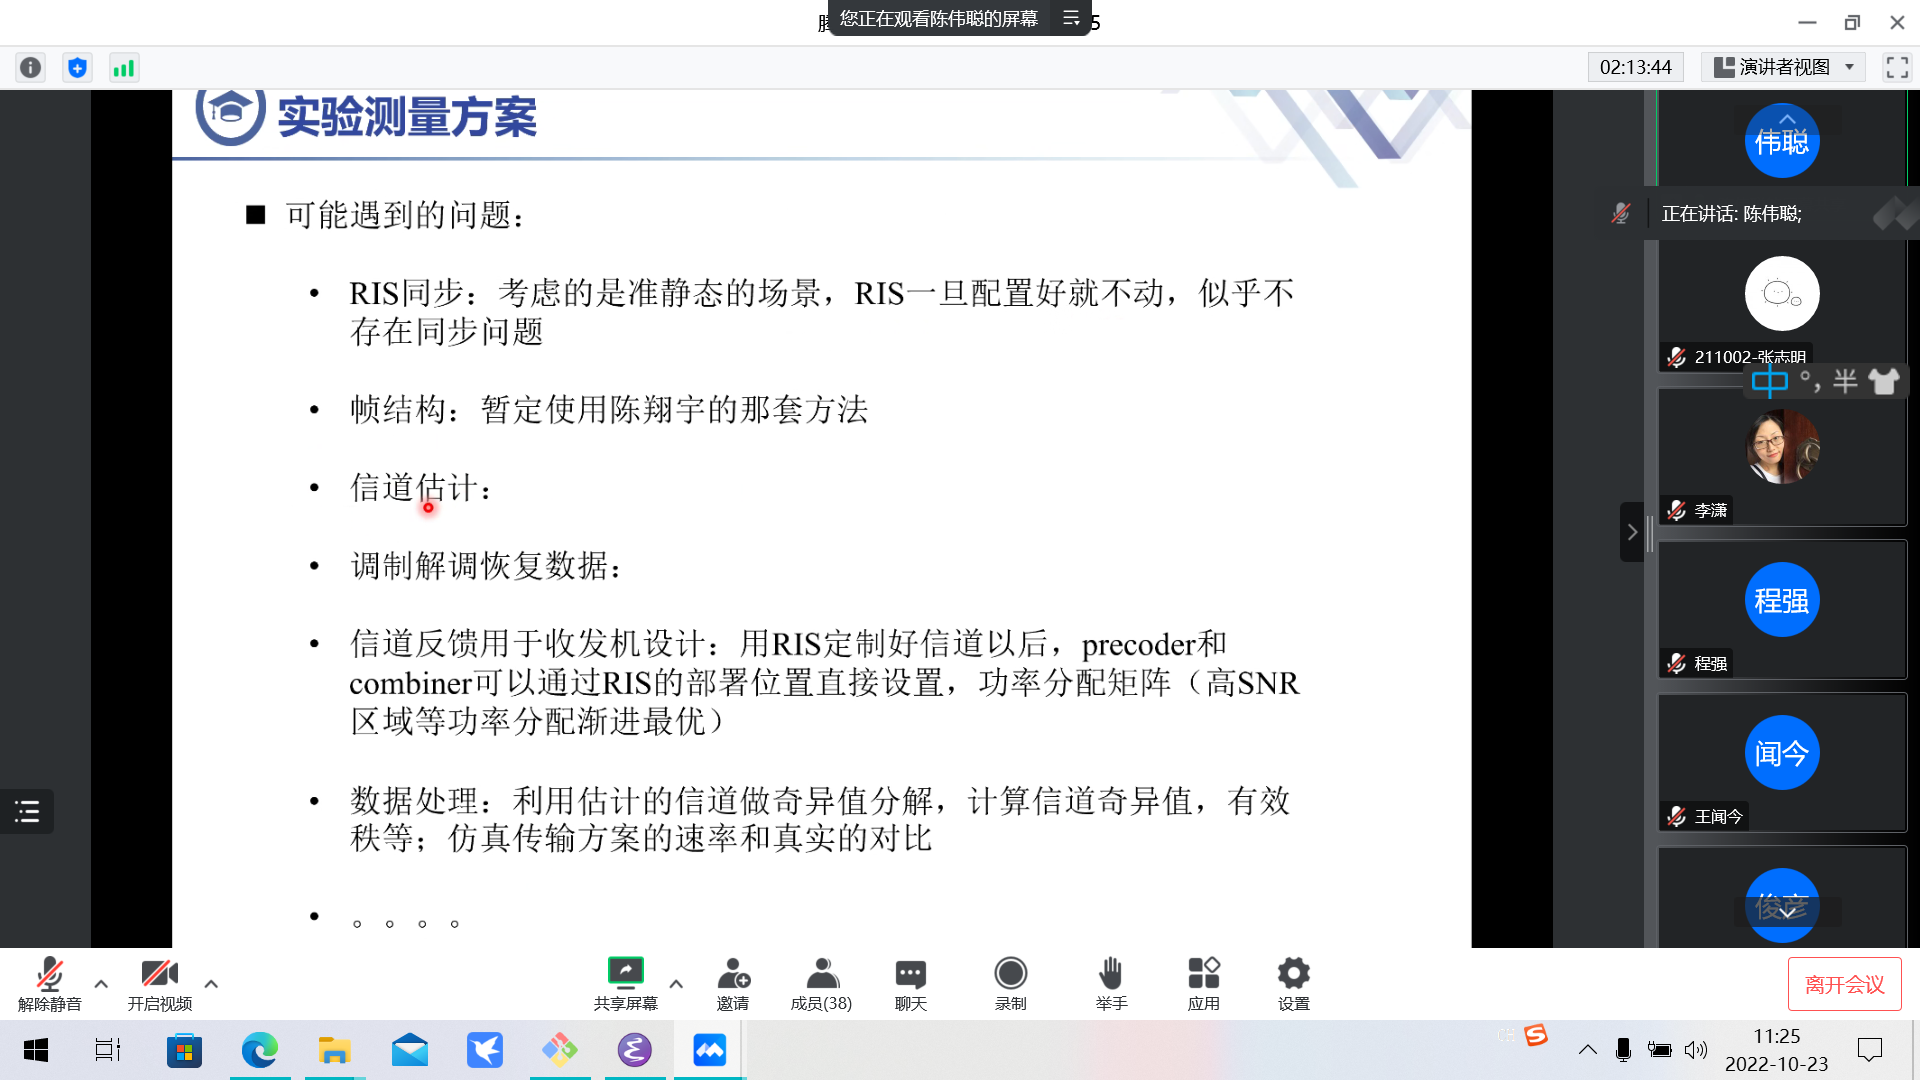 您正在观看陈伟聪的屏幕
5
02:13:44
演讲者视图
实验测量方案
伟聪
可能遇到的问题：
正在讲话: 陈伟聪;
RIS同步：考虑的是准静态的场景，RIS一旦配置好就不动，似乎不
存在同步问题
211002-张志明
中 °, 半
帧结构：暂定使用陈翔宇的那套方法
信道估计：
李潇
调制解调恢复数据：
程强
程强
信道反馈用于收发机设计：用RIS定制好信道以后，precoder和
combiner可以通过RIS的部署位置直接设置，功率分配矩阵（高SNR
区域等功率分配渐进最优）
闻今
王闻今
数据处理：利用估计的信道做奇异值分解，计算信道奇异值，有效
秩等；仿真传输方案的速率和真实的对比
俊彦
。。。。
解除静音
开启视频
共享屏幕
邀请
成员(38)
聊天
录制
举手
应用
设置
离开会议
11:25
2022-10-23